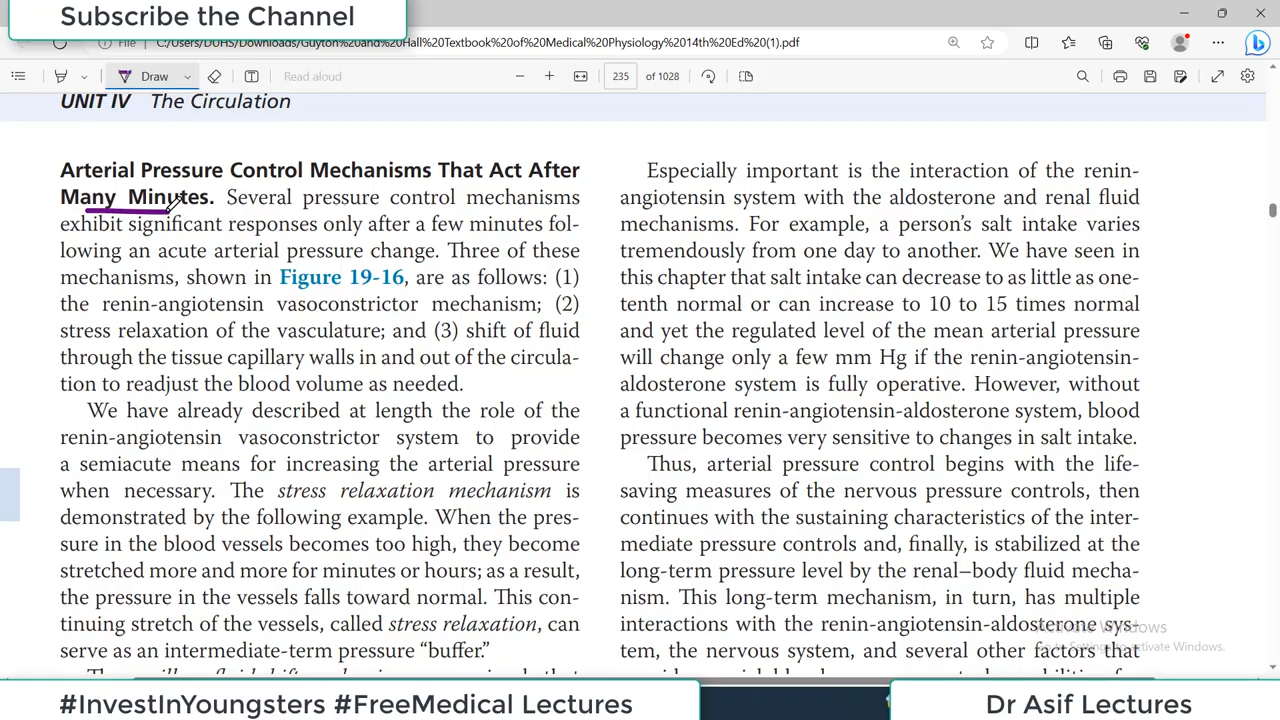 Subscribe the Channel
File
C:/Users/DUHS/Downloads/Guyton%20and%20Hall%20Textbook%20of%20Medical%20Physiology%2014th%20Ed%20(1).pdf
Draw
Read aloud
235 of 1028
UNIT IV The Circulation
Arterial Pressure Control Mechanisms That Act After
Many Minutes. Several pressure control mechanisms
exhibit significant responses only after a few minutes fol-
lowing an acute arterial pressure change. Three of these
mechanisms, shown in Figure 19-16, are as follows: (1)
the renin-angiotensin vasoconstrictor mechanism; (2)
stress relaxation of the vasculature; and (3) shift of fluid
through the tissue capillary walls in and out of the circula-
tion to readjust the blood volume as needed.
We have already described at length the role of the
renin-angiotensin vasoconstrictor system to provide
a semiacute means for increasing the arterial pressure
when necessary. The stress relaxation mechanism is
demonstrated by the following example. When the pres-
sure in the blood vessels becomes too high, they become
stretched more and more for minutes or hours; as a result,
the pressure in the vessels falls toward normal. This con-
tinuing stretch of the vessels, called stress relaxation, can
serve as an intermediate-term pressure “buffer.”
Especially important is the interaction of the renin-
angiotensin system with the aldosterone and renal fluid
mechanisms. For example, a person’s salt intake varies
tremendously from one day to another. We have seen in
this chapter that salt intake can decrease to as little as one-
tenth normal or can increase to 10 to 15 times normal
and yet the regulated level of the mean arterial pressure
will change only a few mm Hg if the renin-angiotensin-
aldosterone system is fully operative. However, without
a functional renin-angiotensin-aldosterone system, blood
pressure becomes very sensitive to changes in salt intake.
Thus, arterial pressure control begins with the life-
saving measures of the nervous pressure controls, then
continues with the sustaining characteristics of the inter-
mediate pressure controls and, finally, is stabilized at the
long-term pressure level by the renal–body fluid mecha-
nism. This long-term mechanism, in turn, has multiple
interactions with the renin-angiotensin-aldosterone sys-
tem, the nervous system, and several other factors that
Activate Windows
Go to Settings to activate Windows.
#InvestInYoungsters #FreeMedical Lectures
Dr Asif Lectures